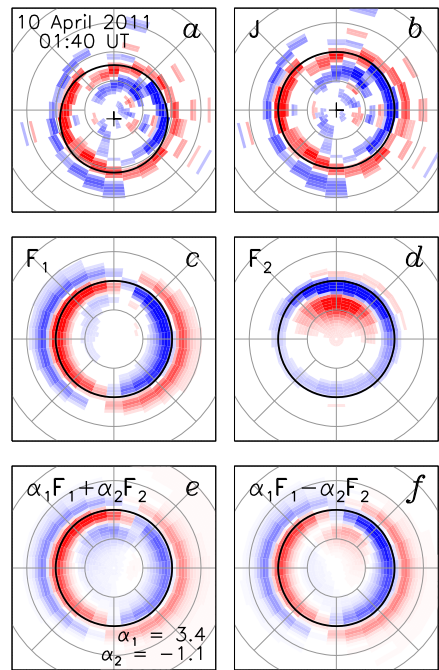 10 April 2011
01:40 UT
a
J
b
F₁
c
F₂
d
α₁F₁+α₂F₂
e
α₁ = 3.4
α₂ = −1.1
α₁F₁−α₂F₂
f